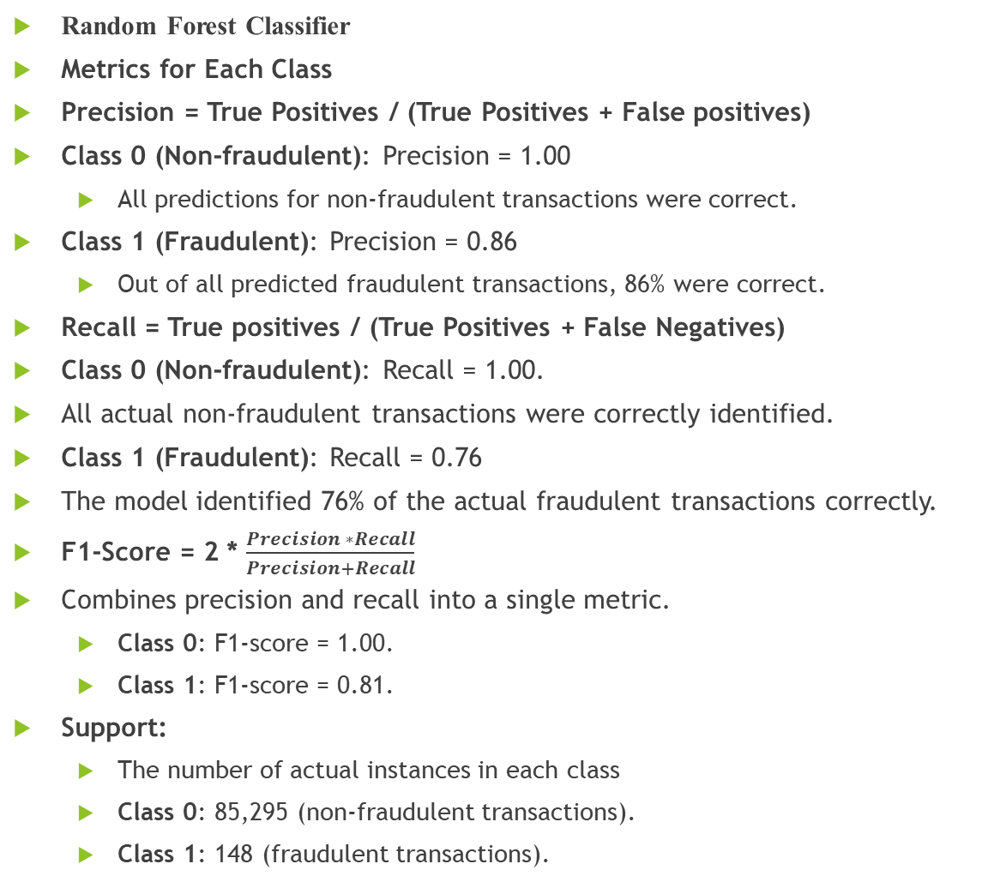 Random Forest Classifier
Metrics for Each Class
Precision = True Positives / (True Positives + False positives)
Class 0 (Non-fraudulent): Precision = 1.00
All predictions for non-fraudulent transactions were correct.
Class 1 (Fraudulent): Precision = 0.86
Out of all predicted fraudulent transactions, 86% were correct.
Recall = True positives / (True Positives + False Negatives)
Class 0 (Non-fraudulent): Recall = 1.00.
All actual non-fraudulent transactions were correctly identified.
Class 1 (Fraudulent): Recall = 0.76
The model identified 76% of the actual fraudulent transactions correctly.
F1-Score = 2 * Precision *Recall
Precision+Recall
Combines precision and recall into a single metric.
Class 0: F1-score = 1.00.
Class 1: F1-score = 0.81.
Support:
The number of actual instances in each class
Class 0: 85,295 (non-fraudulent transactions).
Class 1: 148 (fraudulent transactions).